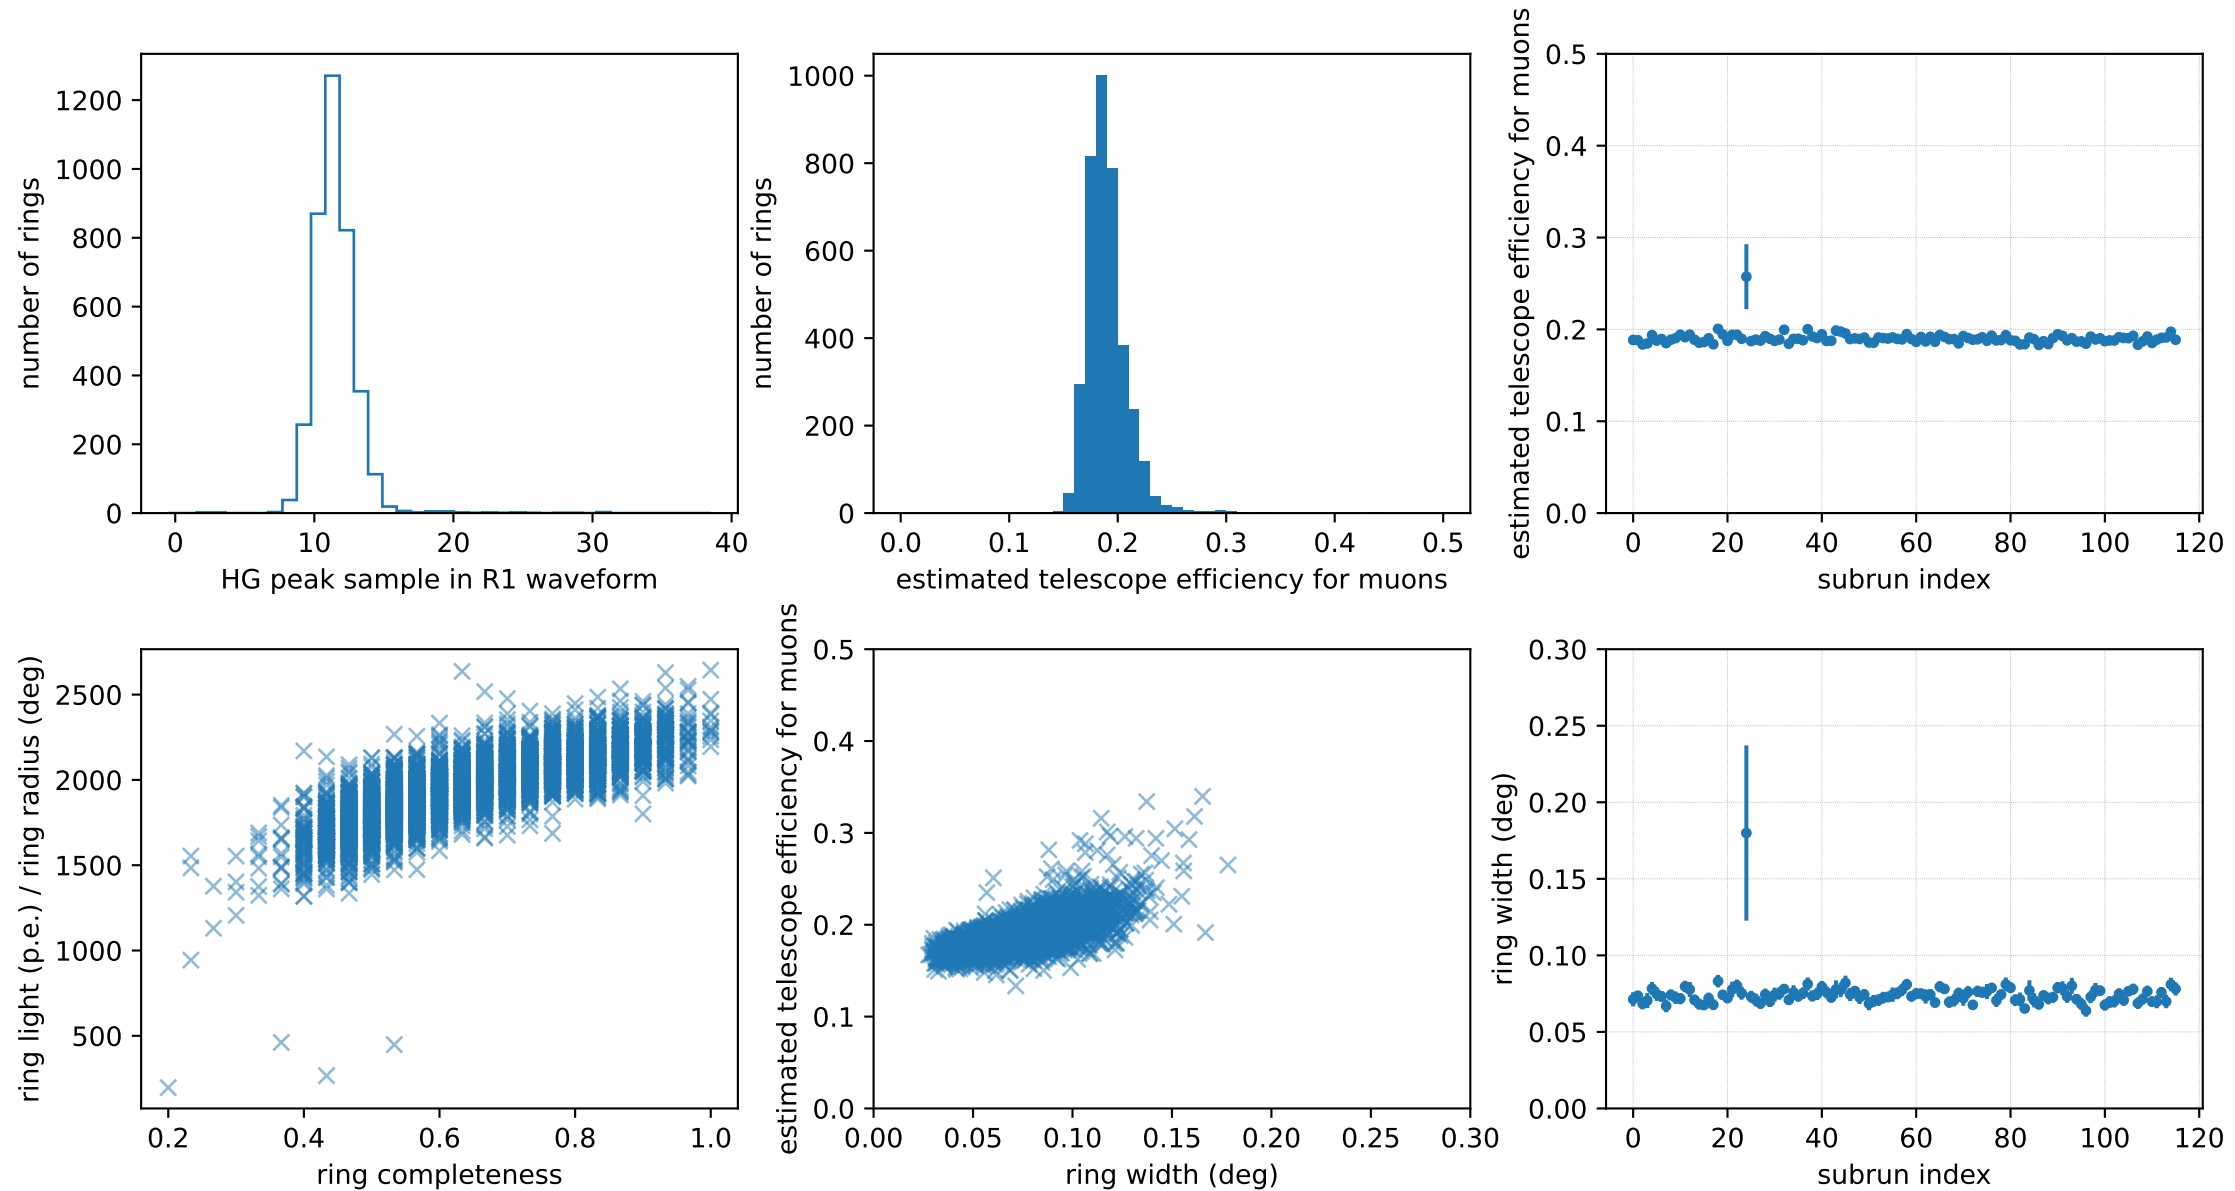 number of rings
1200
1000
800
600
400
200
0
0 10 20 30 40
HG peak sample in R1 waveform
number of rings
1000
800
600
400
200
0
0.0 0.1 0.2 0.3 0.4 0.5
estimated telescope efficiency for muons
estimated telescope efficiency for muons
0.5
0.4
0.3
0.2
0.1
0.0
0 20 40 60 80 100 120
subrun index
ring light (p.e.) / ring radius (deg)
2500
2000
1500
1000
500
0.2 0.4 0.6 0.8 1.0
ring completeness
estimated telescope efficiency for muons
0.5
0.4
0.3
0.2
0.1
0.0
0.00 0.05 0.10 0.15 0.20 0.25 0.30
ring width (deg)
ring width (deg)
0.30
0.25
0.20
0.15
0.10
0.05
0.00
0 20 40 60 80 100 120
subrun index